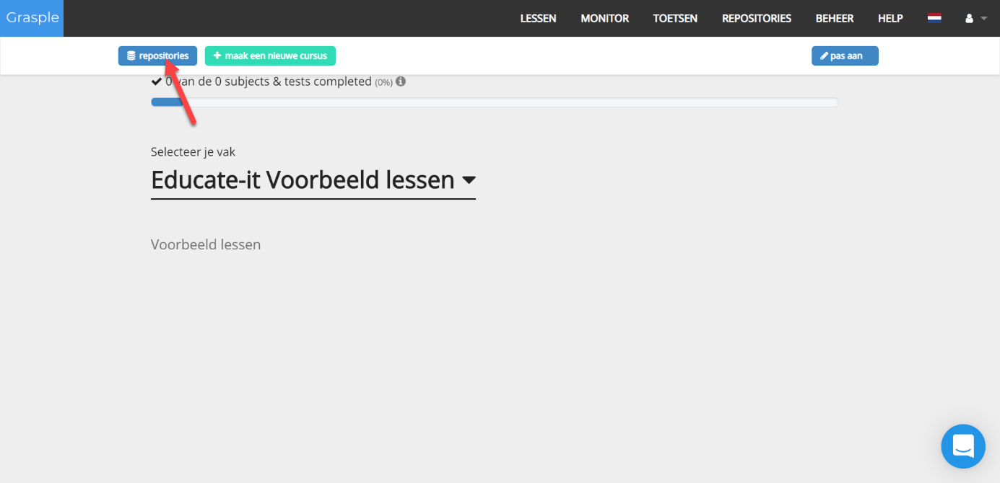 Grasple
LESSEN MONITOR TOETSEN REPOSITORIES BEHEER HELP
repositories maak een nieuwe cursus pas aan
0 van de 0 subjects & tests completed (0%)
Selecteer je vak
Educate-it Voorbeeld lessen
Voorbeeld lessen